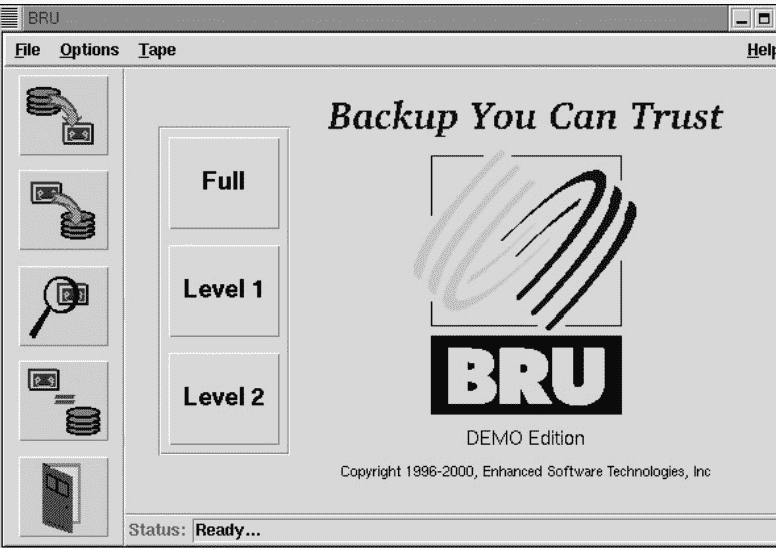 BRU
File Options Tape Help
Backup You Can Trust
Full
Level 1
Level 2
BRU
DEMO Edition
Copyright 1996-2000, Enhanced Software Technologies, Inc
Status: Ready...